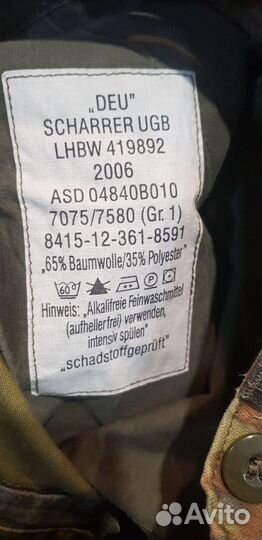 „DEU"
SCHARRER UGB
LHBW 419892
2006
ASD 04840B010
7075/7580 (Gr. 1)
8415-12-361-8591
„65% Baumwolle/35% Polyester"
60° P
Hinweis: „Alkalifreie Feinwaschmittel
(aufhellerfrei) verwenden,
intensiv spülen"
„schadstoffgeprüft"
Avito